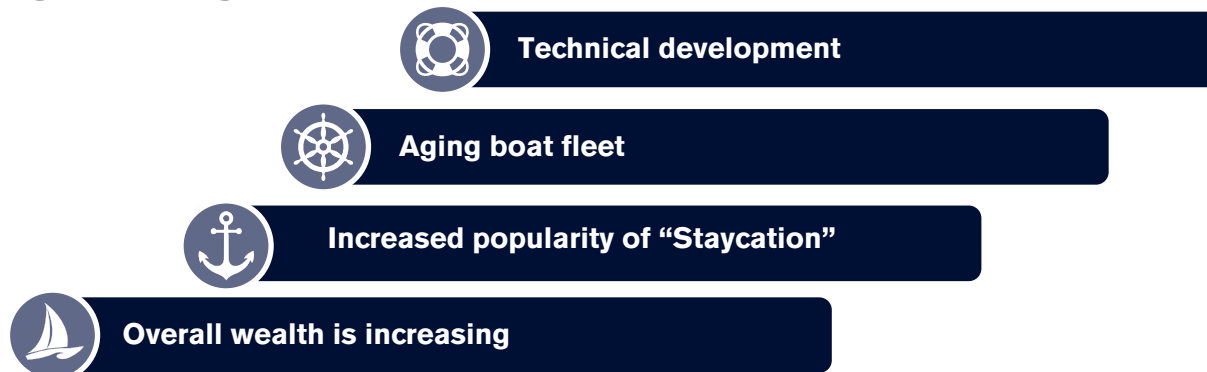 Technical development
Aging boat fleet
Increased popularity of “Staycation”
Overall wealth is increasing